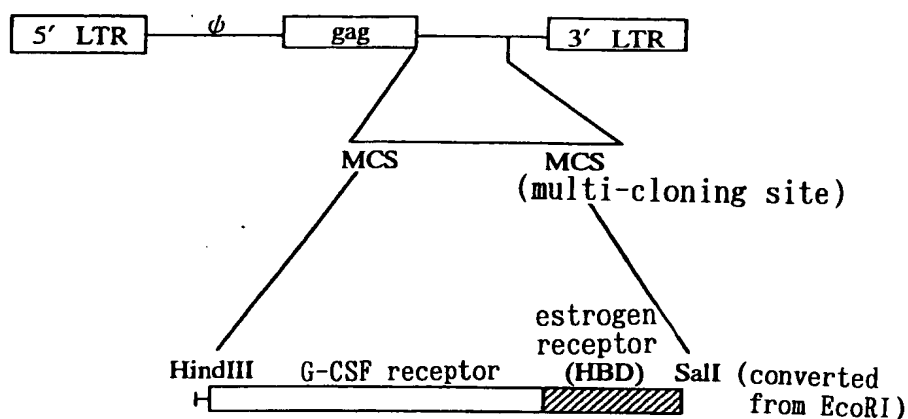 5′ LTR ψ gag 3′ LTR
MCS MCS
(multi-cloning site)
estrogen
receptor
HindIII G-CSF receptor (HBD) SalI (converted
from EcoRI)